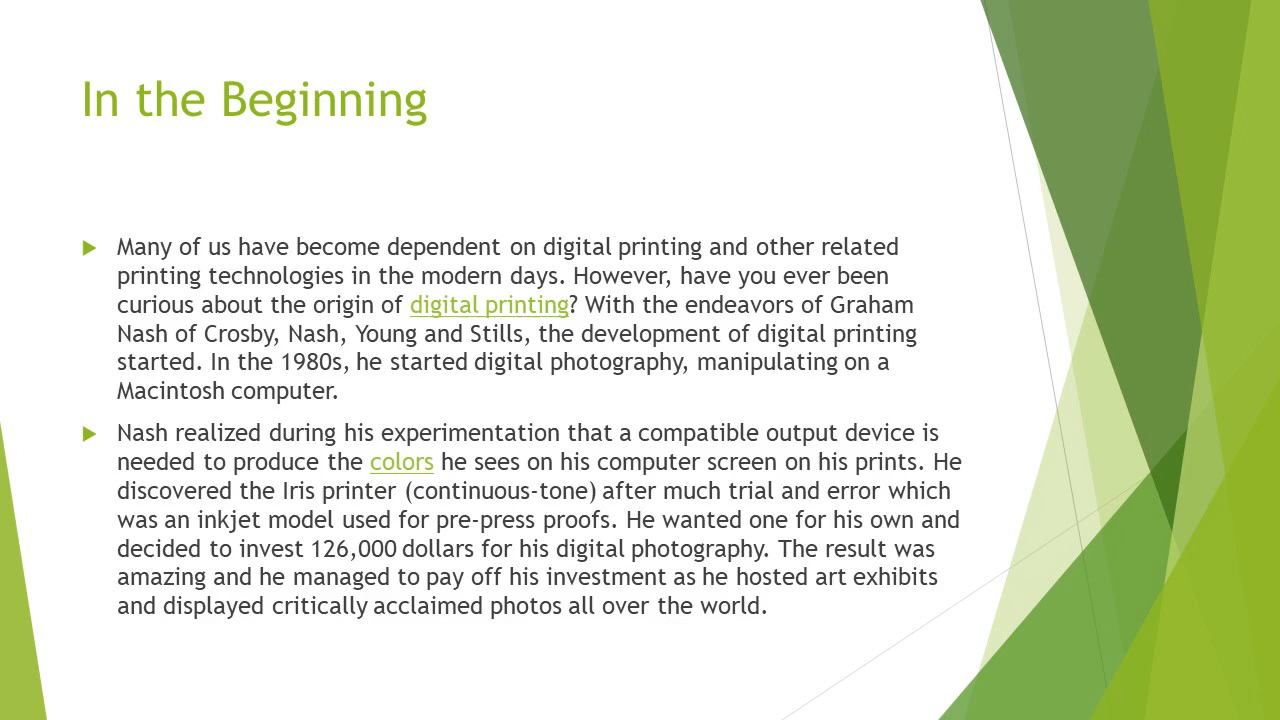 In the Beginning
Many of us have become dependent on digital printing and other related
printing technologies in the modern days. However, have you ever been
curious about the origin of digital printing? With the endeavors of Graham
Nash of Crosby, Nash, Young and Stills, the development of digital printing
started. In the 1980s, he started digital photography, manipulating on a
Macintosh computer.
Nash realized during his experimentation that a compatible output device is
needed to produce the colors he sees on his computer screen on his prints. He
discovered the Iris printer (continuous-tone) after much trial and error which
was an inkjet model used for pre-press proofs. He wanted one for his own and
decided to invest 126,000 dollars for his digital photography. The result was
amazing and he managed to pay off his investment as he hosted art exhibits
and displayed critically acclaimed photos all over the world.